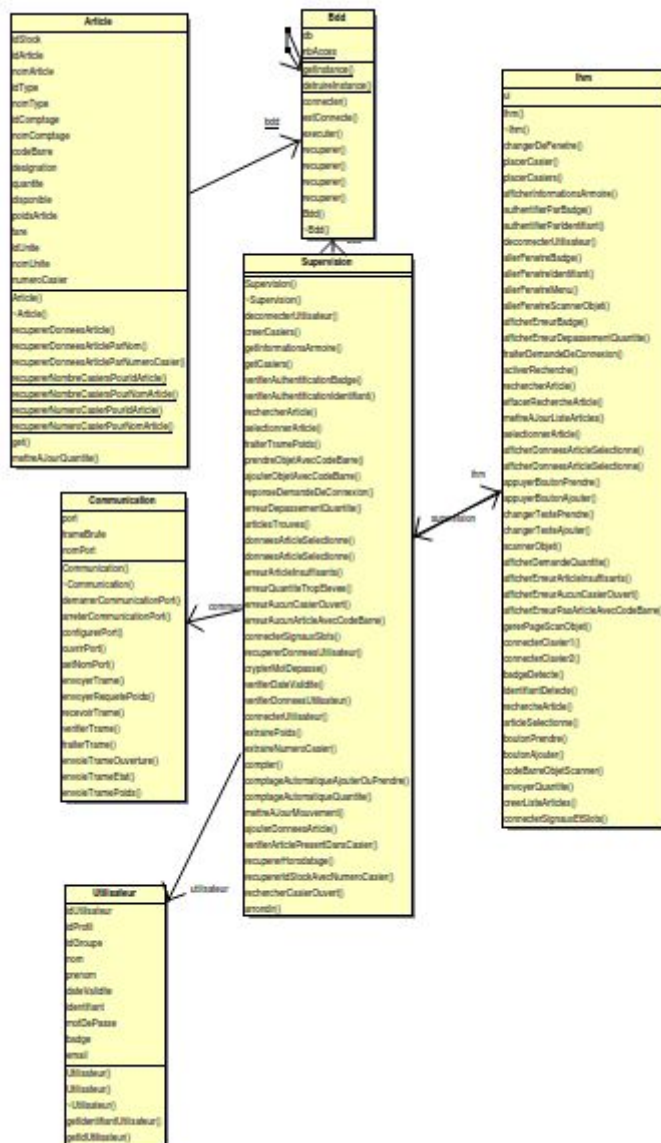 Article
idStock
idArticle
nomArticle
idType
nomType
idComptage
nomComptage
codeBarre
designation
quantite
disponible
poidsArticle
tare
idUnite
nomUnite
numeroCasier
Article()
~Article()
recupererDonneesArticle()
recupererDonneesArticleParNom()
recupererDonneesArticleParNumeroCasier()
recupererNombreCasiersPourIdArticle()
recupererNombreCasiersPourNomArticle()
recupererNumeroCasierPourIdArticle()
recupererNumeroCasierPourNomArticle()
get()
mettreAJourQuantite()
bdd
Bdd
db
nbAcces
getInstance()
detruireInstance()
connecter()
estConnecte()
executer()
recuperer()
recuperer()
recuperer()
recuperer()
Bdd()
~Bdd()
Supervision
Supervision()
~Supervision()
deconnecterUtilisateur()
creerCasiers()
getInformationsArmoire()
getCasiers()
verifierAuthentificationBadge()
verifierAuthentificationIdentifiant()
rechercherArticle()
selectionnerArticle()
traiterTramePoids()
prendreObjetAvecCodeBarre()
ajouterObjetAvecCodeBarre()
reponseDemandeDeConnexion()
erreurDepassementQuantite()
articlesTrouves()
donneesArticleSelectionne()
donneesArticleSelectionne()
erreurArticleInsuffisants()
erreurQuantiteTropElevee()
erreurAucunCasierOuvert()
erreurAucunArticleAvecCodeBarre()
connecterSignauxSlots()
recupererDonneesUtilisateur()
crypterMotDepasse()
verifierDateValidite()
verifierDonneesUtilisateur()
connecterUtilisateur()
extrairePoids()
extraireNumeroCasier()
compter()
comptageAutomatiqueAjouterOuPrendre()
comptageAutomatiqueQuantite()
mettreAJourMouvement()
ajouterDonneesArticle()
verifierArticlePresentDansCasier()
recupererHorodatage()
recupererIdStockAvecNumeroCasier()
rechercherCasierOuvert()
arrondir()
Ihm
supervision
Ihm
ui
Ihm()
~Ihm()
changerDeFenetre()
placerCasier()
placerCasiers()
afficherInformationsArmoire()
authentifierParBadge()
authentifierParIdentifiant()
deconnecterUtilisateur()
allerFenetreBadge()
allerFenetreIdentifiant()
allerFenetreMenu()
allerFenetreScannerObjet()
afficherErreurBadge()
afficherErreurDepassementQuantite()
traiterDemandeDeConnexion()
activerRecherche()
rechercherArticle()
effacerRechercheArticle()
mettreAJourListeArticles()
selectionnerArticle()
afficherDonneesArticleSelectionne()
afficherDonneesArticleSelectionne()
appuyerBoutonPrendre()
appuyerBoutonAjouter()
changerTextePrendre()
changerTexteAjouter()
scannerObjet()
afficherDemandeQuantite()
afficherErreurArticleInsuffisants()
afficherErreurAucunCasierOuvert()
afficherErreurPasArticleAvecCodeBarre()
gererPageScanObjet()
connecterClavier1()
connecterClavier2()
badgeDetecte()
identifiantDetecte()
rechercheArticle()
articleSelectionne()
boutonPrendre()
boutonAjouter()
codeBarreObjetScanner()
envoyerQuantite()
creerListeArticles()
connecterSignauxEtSlots()
Communication
port
trameBrute
nomPort
Communication()
~Communication()
demarrerCommunicationPort()
arreterCommunicationPort()
configurerPort()
ouvrirPort()
setNomPort()
envoyerTrame()
envoyerRequetePoids()
recevoirTrame()
verifierTrame()
traiterTrame()
envoieTrameOuverture()
envoieTrameEtat()
envoieTramePoids()
utilisateur
Utilisateur
idUtilisateur
idProfil
idGroupe
nom
prenom
dateValidite
identifiant
motDePasse
badge
email
Utilisateur()
Utilisateur()
~Utilisateur()
getIdentifiantUtilisateur()
getIdUtilisateur()